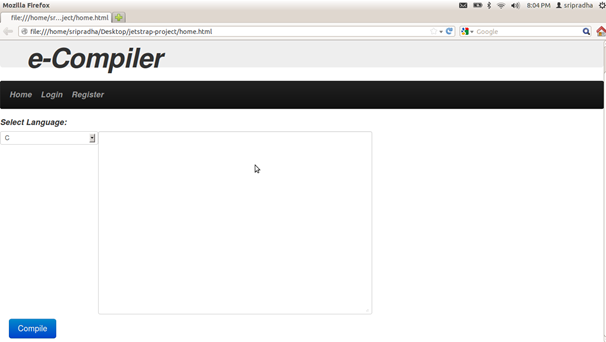 Mozilla Firefox
8:04 PM
sripradha
file:///home/sr...ject/home.html
file:///home/sripradha/Desktop/jetstrap-project/home.html
Google
e-Compiler
Home Login Register
Select Language:
C
Compile